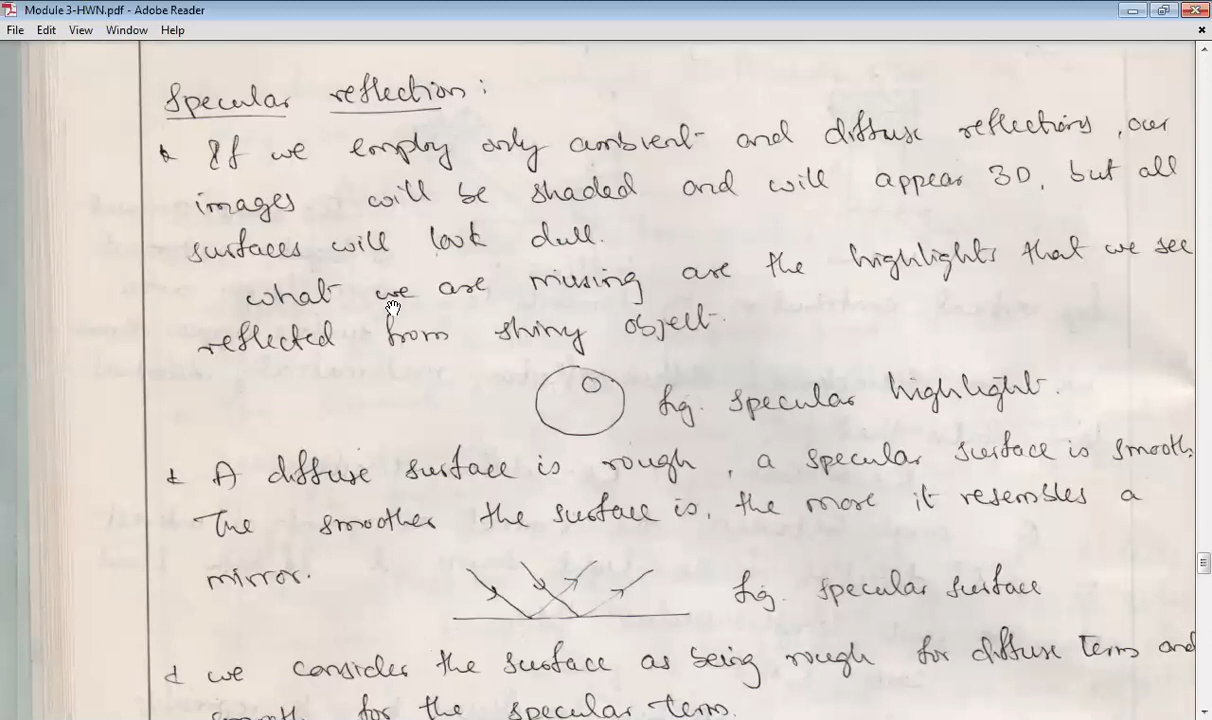 Module 3-HWN.pdf - Adobe Reader
File Edit View Window Help
Specular reflection:
If we employ only ambient and diffuse reflections, our
images will be shaded and will appear 3D, but all
surfaces will look dull.
what we are missing are the highlights that we see
reflected from shiny object.
fig. specular highlight.
A diffuse surface is rough, a specular surface is smooth.
The smoother the surface is, the more it resembles a
mirror.
fig. specular surface
we consider the surface as being rough for diffuse term and
smooth for the specular term.